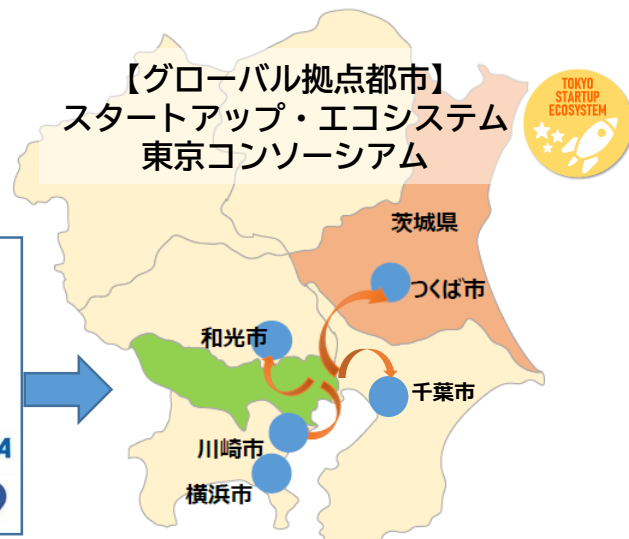 【グローバル拠点都市】
スタートアップ・エコシステム
東京コンソーシアム
TOKYO
STARTUP
ECOSYSTEM
茨城県
つくば市
和光市
千葉市
川崎市
横浜市